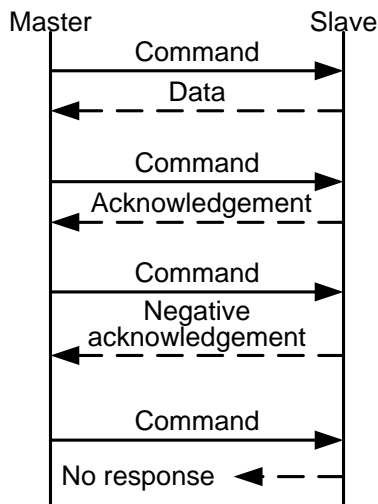 Master Slave
Command
Data
Command
Acknowledgement
Command
Negative
acknowledgement
Command
No response